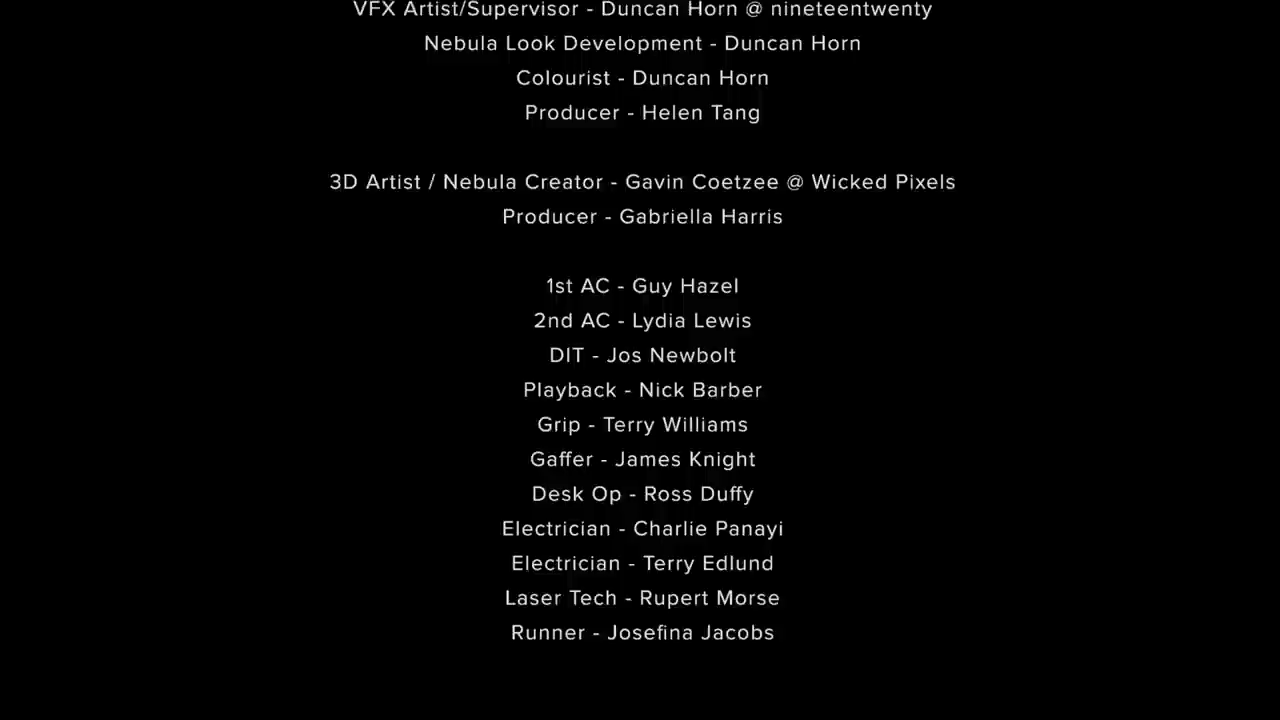 VFX Artist/Supervisor - Duncan Horn @ nineteentwenty
Nebula Look Development - Duncan Horn
Colourist - Duncan Horn
Producer - Helen Tang
3D Artist / Nebula Creator - Gavin Coetzee @ Wicked Pixels
Producer - Gabriella Harris
1st AC - Guy Hazel
2nd AC - Lydia Lewis
DIT - Jos Newbolt
Playback - Nick Barber
Grip - Terry Williams
Gaffer - James Knight
Desk Op - Ross Duffy
Electrician - Charlie Panayi
Electrician - Terry Edlund
Laser Tech - Rupert Morse
Runner - Josefina Jacobs